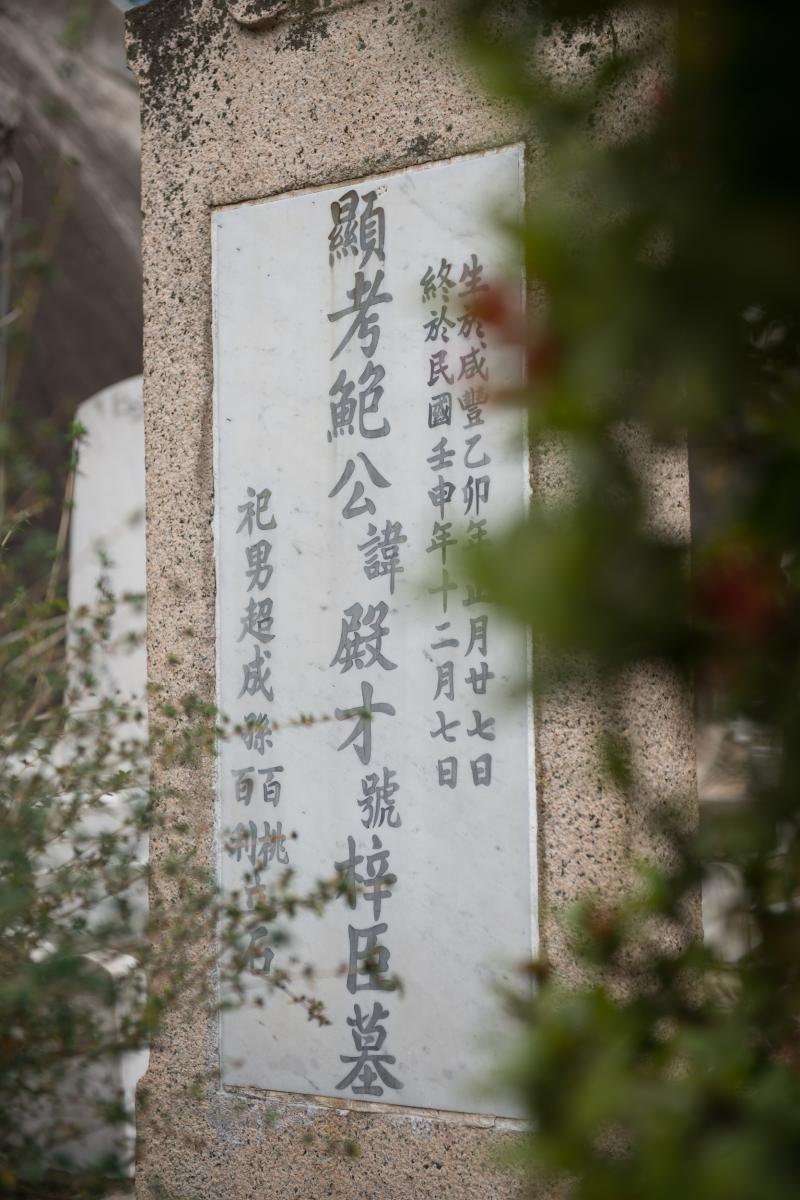 生於咸豐乙卯年正月廿七日
終於民國壬申年十二月七日
顯考鮑公諱殿才號梓臣墓
祀男超成孫百桃
百利
石